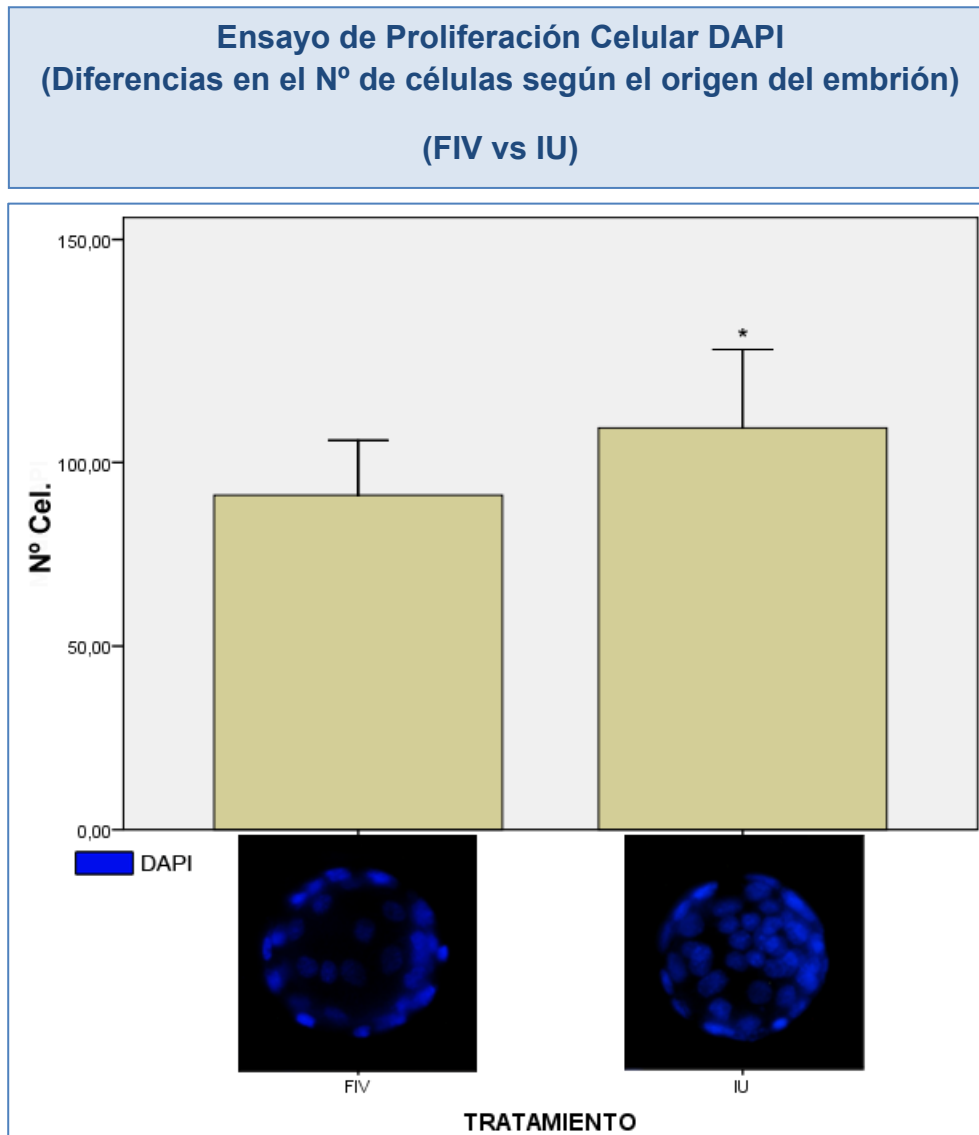 Ensayo de Proliferación Celular DAPI
(Diferencias en el Nº de células según el origen del embrión)
(FIV vs IU)
150,00
*
100,00
Nº Cel.
50,00
0,00
DAPI
FIV
IU
TRATAMIENTO